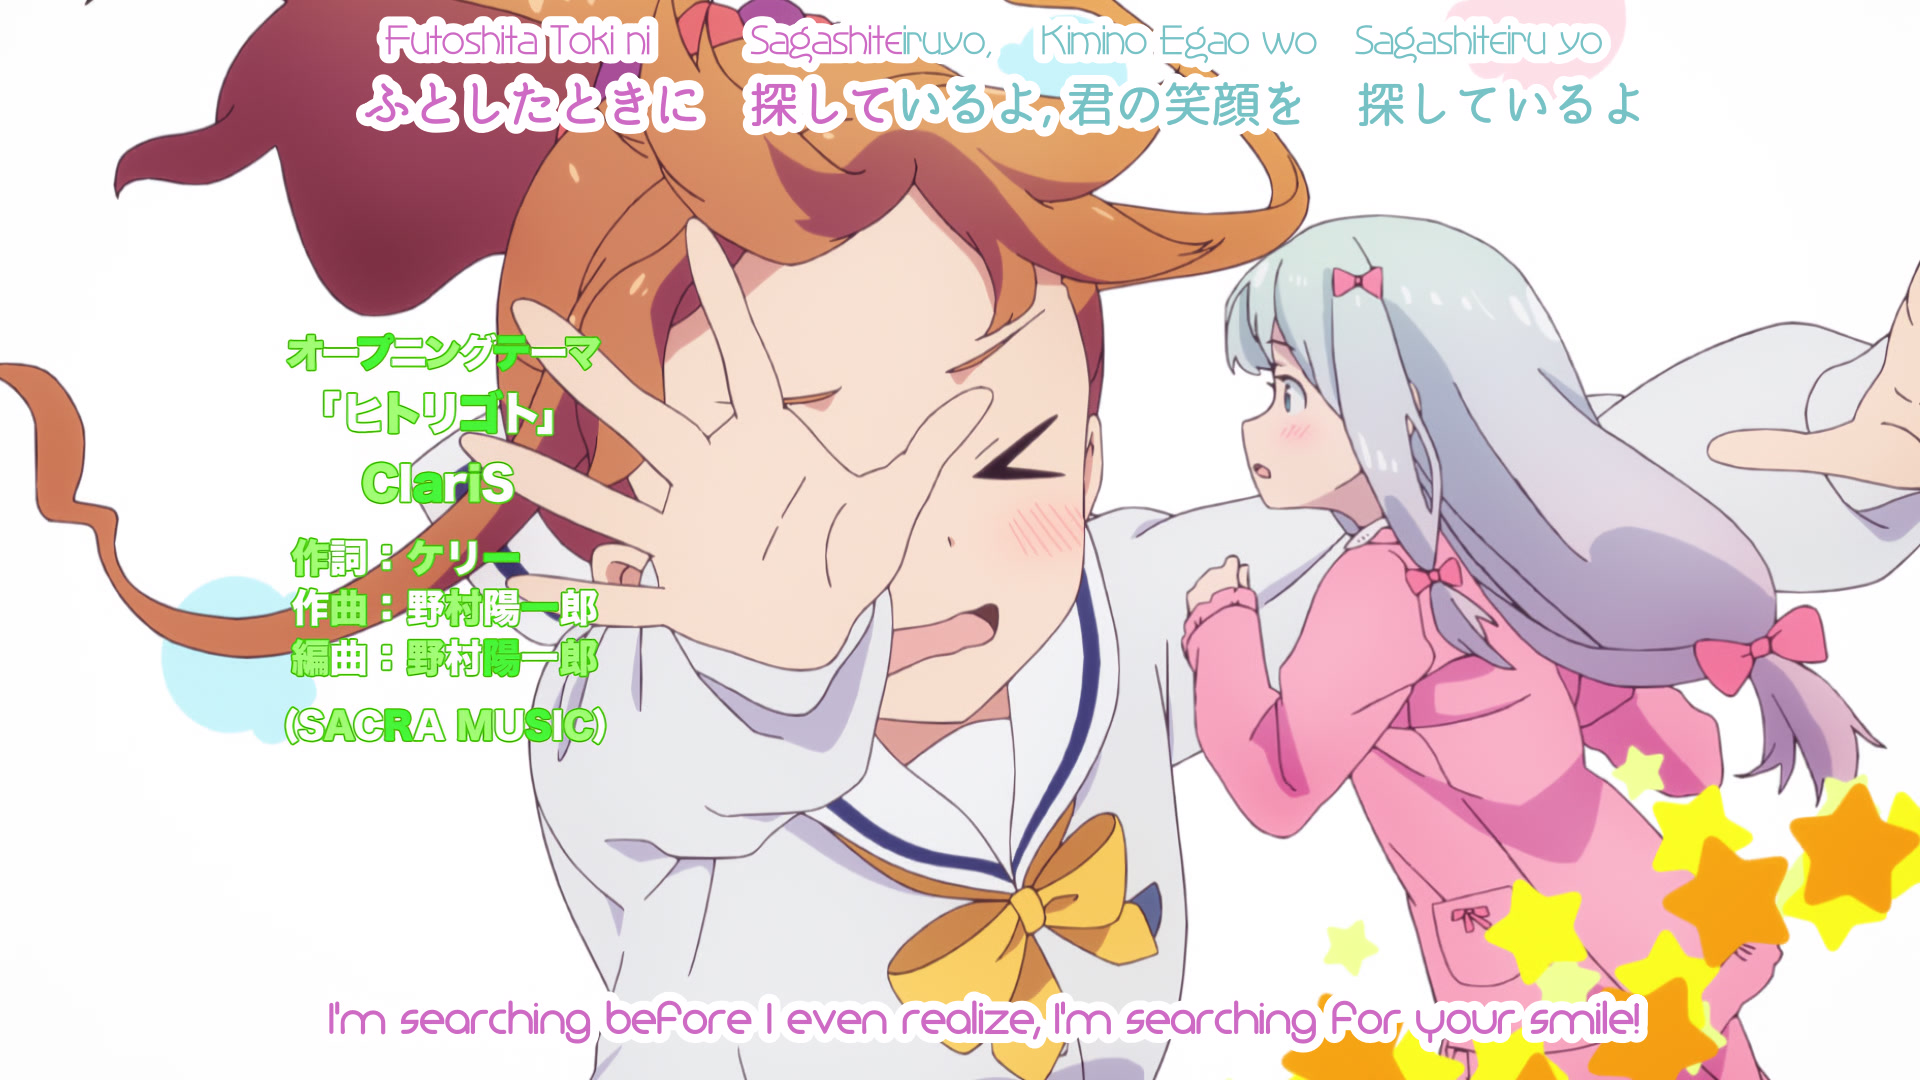 Futoshita Toki ni Sagashiteiruyo, Kimino Egao wo Sagashiteiru yo
ふとしたときに 探しているよ, 君の笑顔を 探しているよ
オープニングテーマ
「ヒトリゴト」
ClariS
作詞：ケリー
作曲：野村陽一郎
編曲：野村陽一郎
(SACRA MUSIC)
I'm searching before I even realize, I'm searching for your smile!